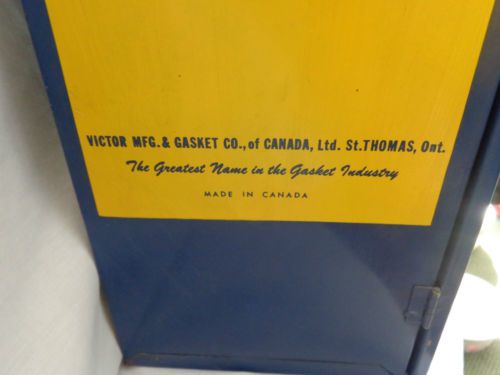 VICTOR MFG. & GASKET CO., of CANADA, Ltd. St. THOMAS, Ont.
The Greatest Name in the Gasket Industry
MADE IN CANADA